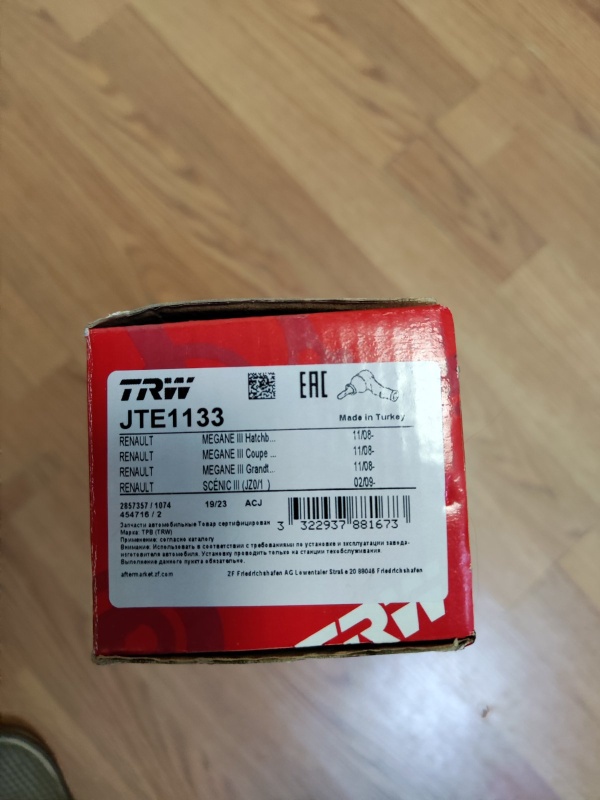 TRW
EAC
JTE1133
Made in Turkey
RENAULT MEGANE III Hatchb... 11/08-
RENAULT MEGANE III Coupe ... 11/08-
RENAULT MEGANE III Grandt... 11/08-
RENAULT SCÉNIC III (JZ0/1_) 02/09-
2857357 / 1074 19/23 ACJ
454716 / 2
3 322937 881673
Запчасти автомобильные Товар сертифицирован
Марка: ТРВ (TRW)
Применение: согласно каталогу
Внимание: Использовать в соответствии с требованиями по установке и эксплуатации завода-
изготовителя автомобиля. Установку проводить только на станции техобслуживания.
Выполнение данного пункта обязательно.
aftermarket.zf.com ZF Friedrichshafen AG Lowentaler Straße 20 88046 Friedrichshafen
TRW